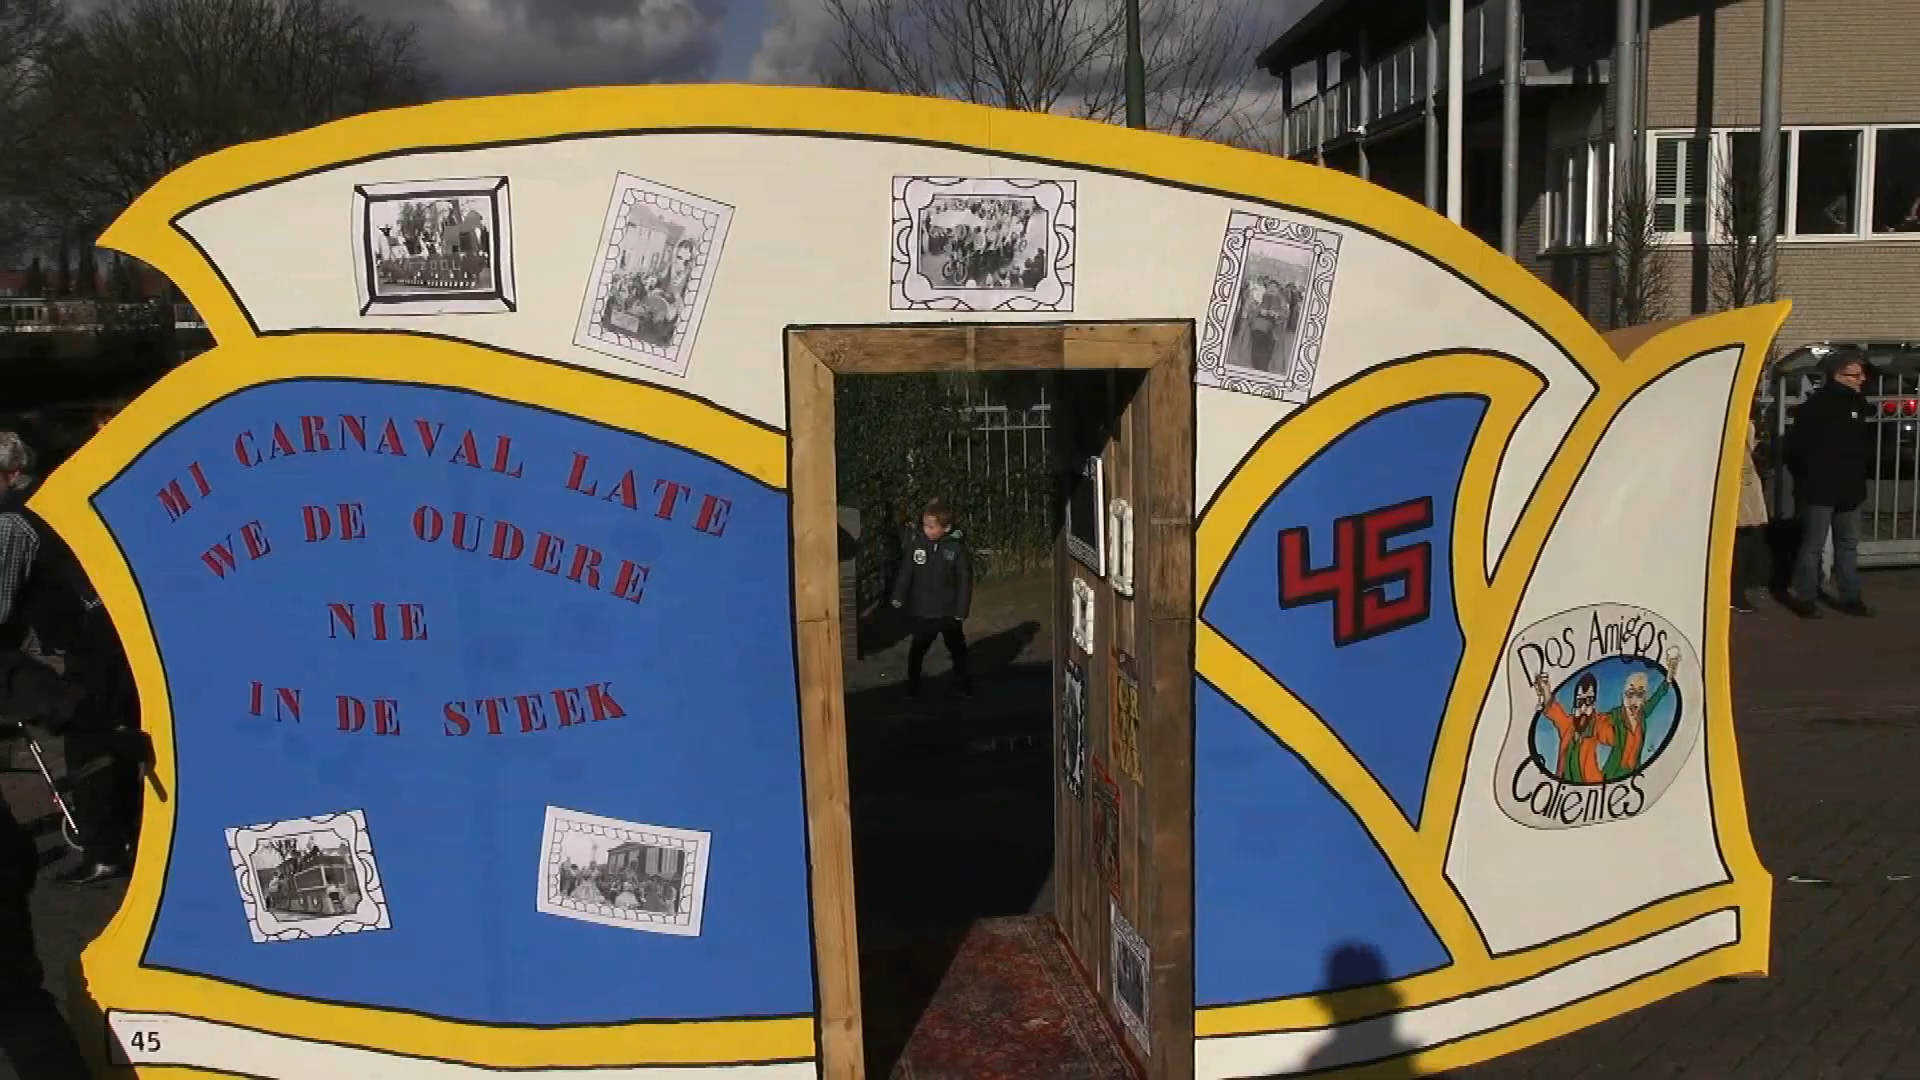 MI CARNAVAL LATE
WE DE OUDERE
NIE
IN DE STEEK
45
Dos Amigos
Calientes
45